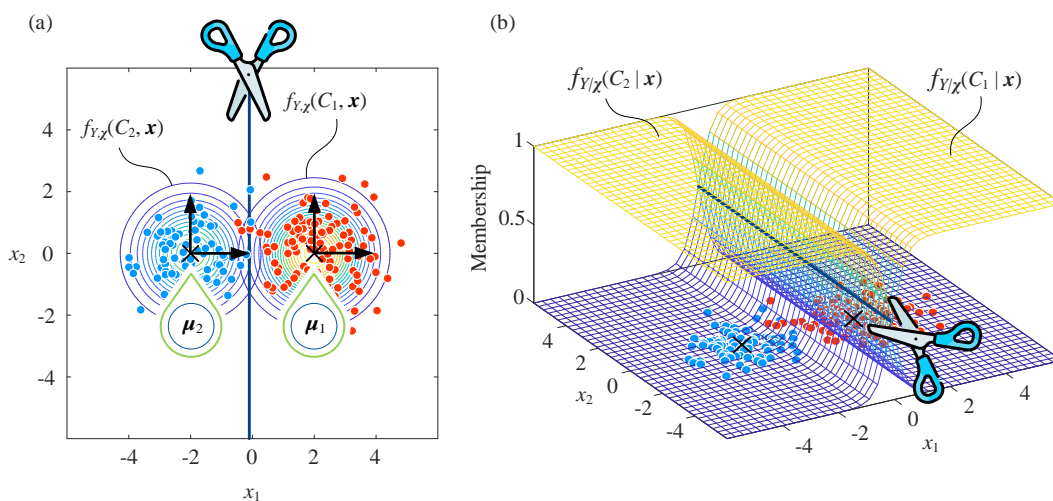 (a)
f_{Y,χ}(C_2, x)
f_{Y,χ}(C_1, x)
4
2
x_2 0
-2
-4
μ_2
μ_1
-4 -2 0 2 4
x_1
(b)
f_{Y|χ}(C_2 | x)
f_{Y|χ}(C_1 | x)
Membership
1
0.5
0
4
2
0
-2
-4
x_2
-4
-2
0
2
4
x_1